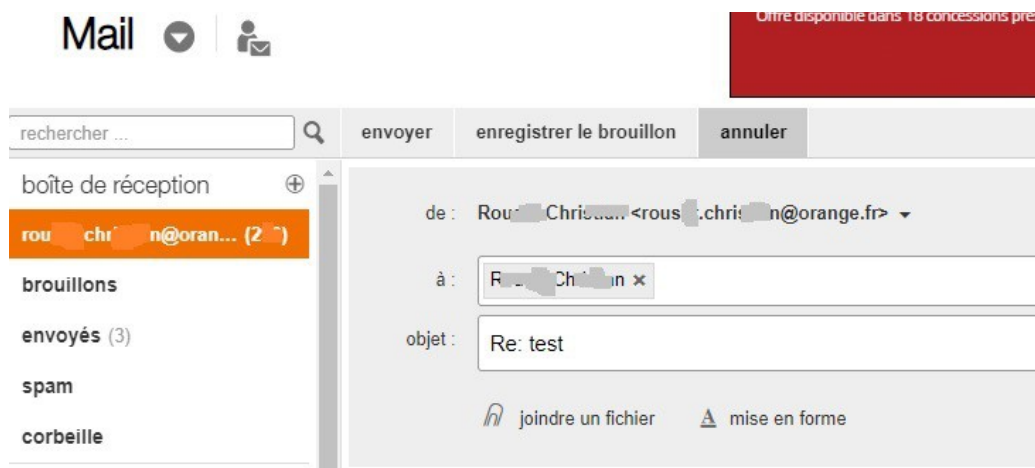 Mail
Offre disponible dans 18 concessions
rechercher ...
envoyer
enregistrer le brouillon
annuler
boîte de réception
de :
à :
brouillons
objet :
Re: test
envoyés (3)
spam
joindre un fichier
A mise en forme
corbeille